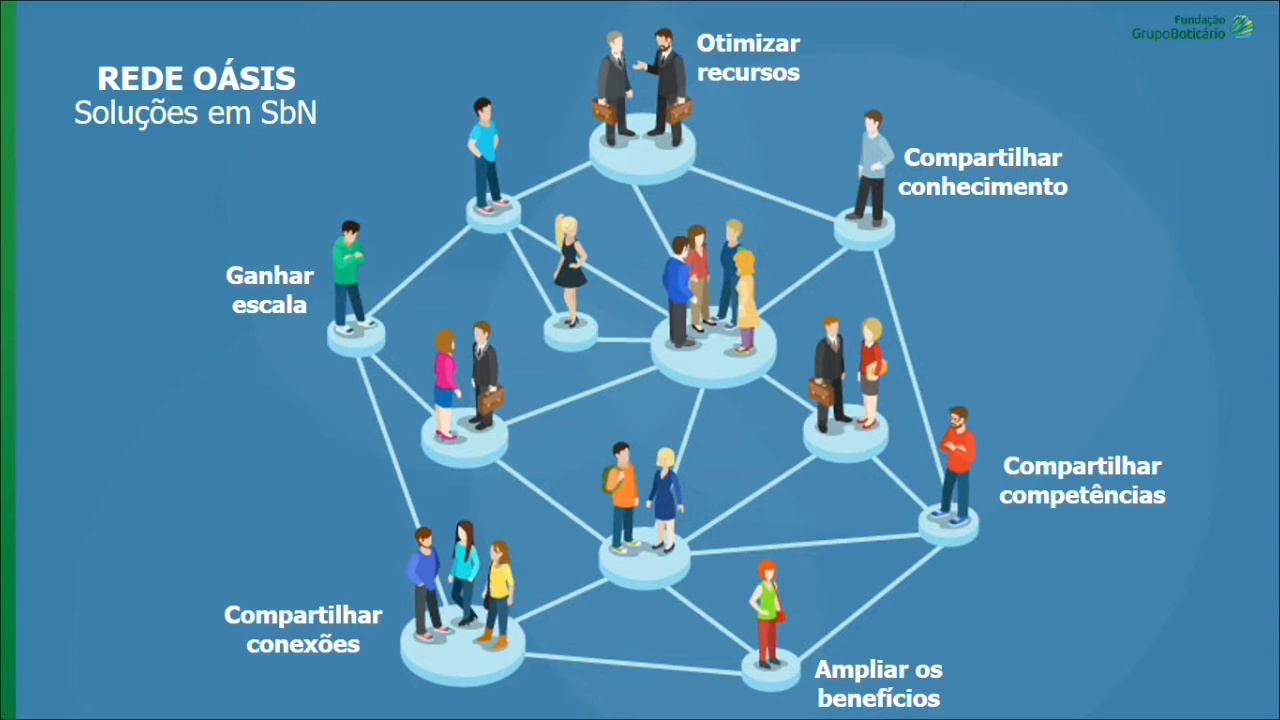 Fundação
GrupoBoticário
REDE OÁSIS
Soluções em SbN
Otimizar
recursos
Compartilhar
conhecimento
Ganhar
escala
Compartilhar
competências
Compartilhar
conexões
Ampliar os
benefícios